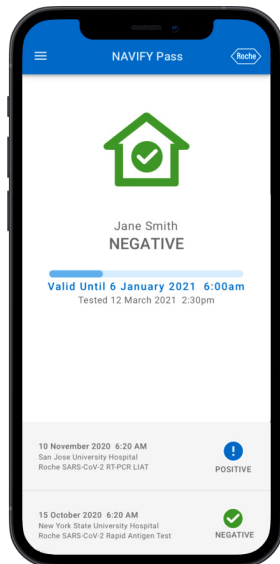 NAVIFY Pass
Roche
Jane Smith
NEGATIVE
Valid Until 6 January 2021 6:00am
Tested 12 March 2021 2:30pm
10 November 2020 6:20 AM
San Jose University Hospital
Roche SARS-CoV-2 RT-PCR LIAT
POSITIVE
15 October 2020 6:20 AM
New York State University Hospital
Roche SARS-CoV-2 Rapid Antigen Test
NEGATIVE